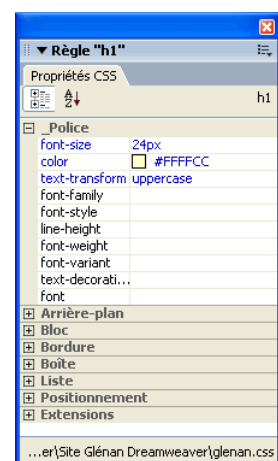 Règle "h1"
Propriétés CSS
h1
_Police
font-size 24px
color #FFFFCC
text-transform uppercase
font-family
font-style
line-height
font-weight
font-variant
text-decorati...
font
Arrière-plan
Bloc
Bordure
Boîte
Liste
Positionnement
Extensions
...er\Site Glénan Dreamweaver\glenan.css